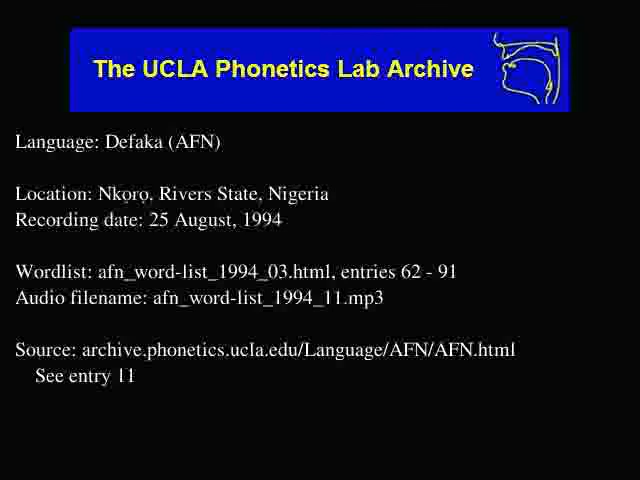 The UCLA Phonetics Lab Archive
Language: Defaka (AFN)
Location: Nkọrọ, Rivers State, Nigeria
Recording date: 25 August, 1994
Wordlist: afn_word-list_1994_03.html, entries 62 - 91
Audio filename: afn_word-list_1994_11.mp3
Source: archive.phonetics.ucla.edu/Language/AFN/AFN.html
See entry 11